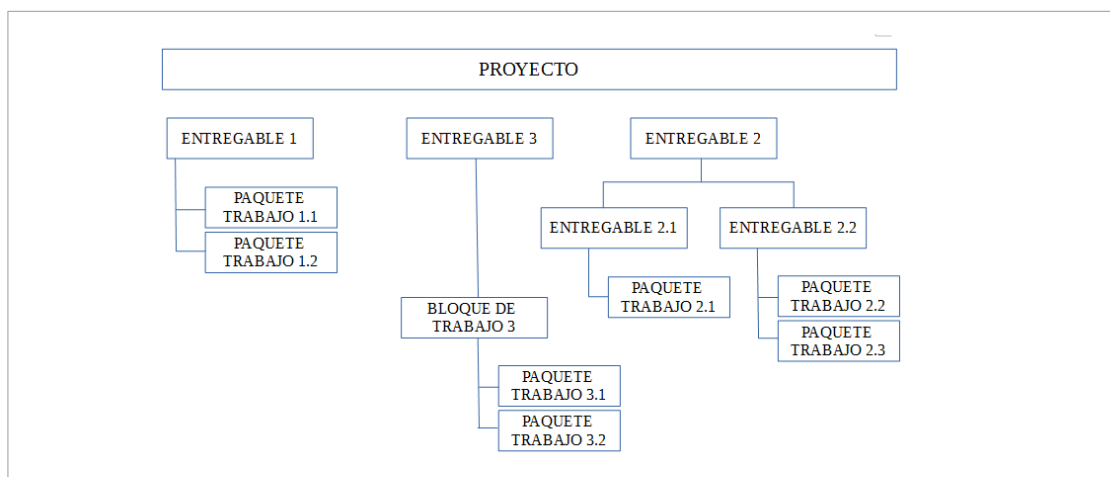 PROYECTO
ENTREGABLE 1
ENTREGABLE 3
ENTREGABLE 2
PAQUETE
TRABAJO 1.1
PAQUETE
TRABAJO 1.2
BLOQUE DE
TRABAJO 3
PAQUETE
TRABAJO 3.1
PAQUETE
TRABAJO 3.2
ENTREGABLE 2.1
ENTREGABLE 2.2
PAQUETE
TRABAJO 2.1
PAQUETE
TRABAJO 2.2
PAQUETE
TRABAJO 2.3